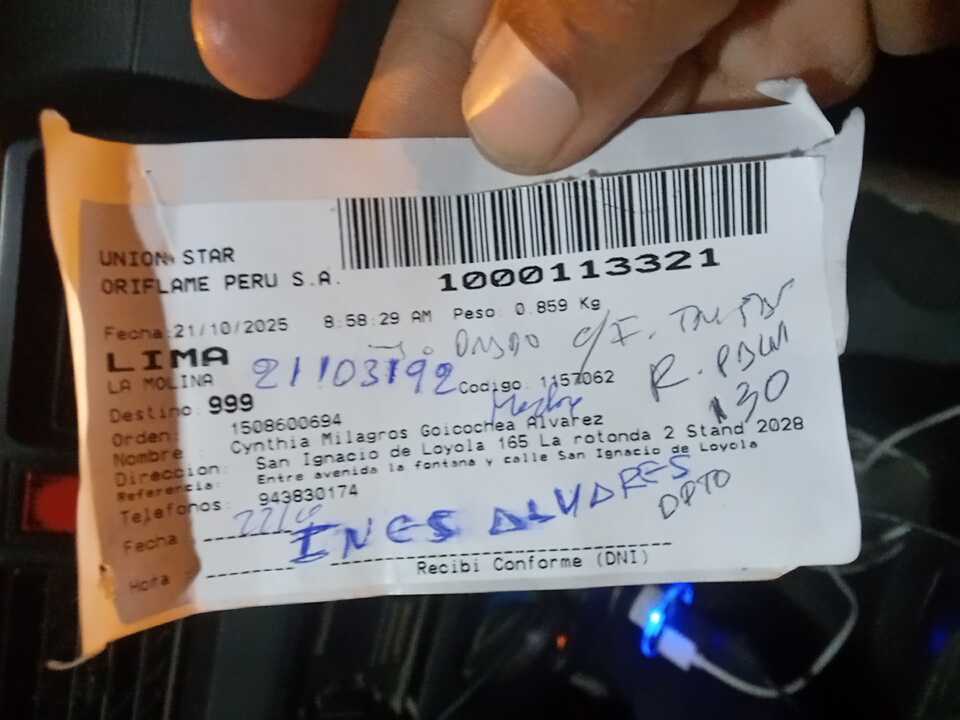 UNION STAR
ORIFLAME PERU S.A.
1000113321
Fecha:21/10/2025 8:58:29 AM Peso: 0.859 Kg
LIMA
LA MOLINA
Codigo: 1157062
R.
130
Destino: 999
Orden: 1508600694
Nombre : Cynthia Milagros Goicochea Alvarez
Direccion: San Ignacio de Loyola 165 La rotonda 2 Stand 2028
Referencia: Entre avenida la fontana y calle San Ignacio de Loyola
Telefonos: 943830174
DPTO
Fecha
INES ALVARES
Hora
Recibi Conforme (DNI)